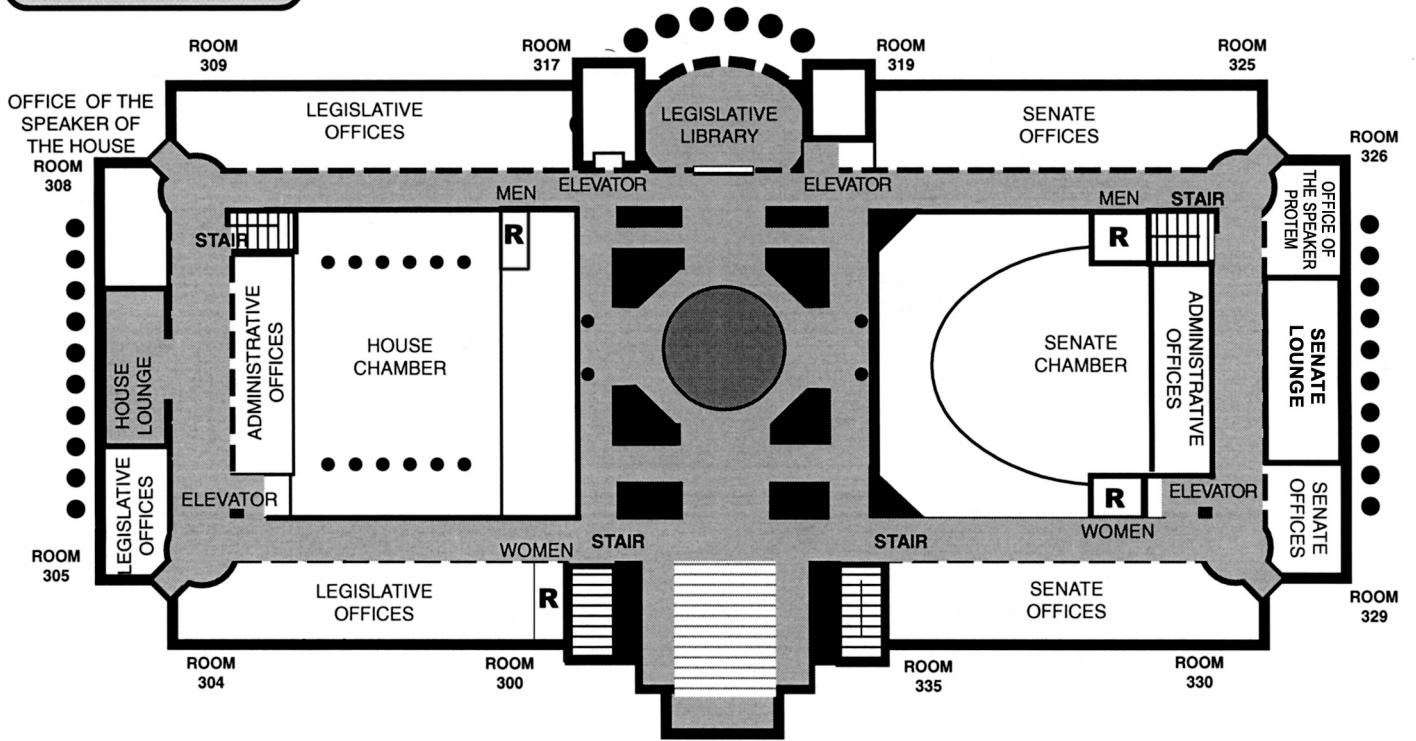 ROOM
309
ROOM
317
ROOM
319
ROOM
325
OFFICE OF THE
SPEAKER OF
THE HOUSE
ROOM
308
LEGISLATIVE
OFFICES
LEGISLATIVE
LIBRARY
SENATE
OFFICES
ROOM
326
MEN
ELEVATOR
ELEVATOR
MEN
STAIR
OFFICE OF
THE SPEAKER
PROTEM
STAIR
R
R
HOUSE
LOUNGE
ADMINISTRATIVE
OFFICES
HOUSE
CHAMBER
SENATE
CHAMBER
ADMINISTRATIVE
OFFICES
SENATE
LOUNGE
LEGISLATIVE
OFFICES
ELEVATOR
R
ELEVATOR
SENATE
OFFICES
WOMEN
STAIR
STAIR
WOMEN
ROOM
305
LEGISLATIVE
OFFICES
R
SENATE
OFFICES
ROOM
329
ROOM
304
ROOM
300
ROOM
335
ROOM
330